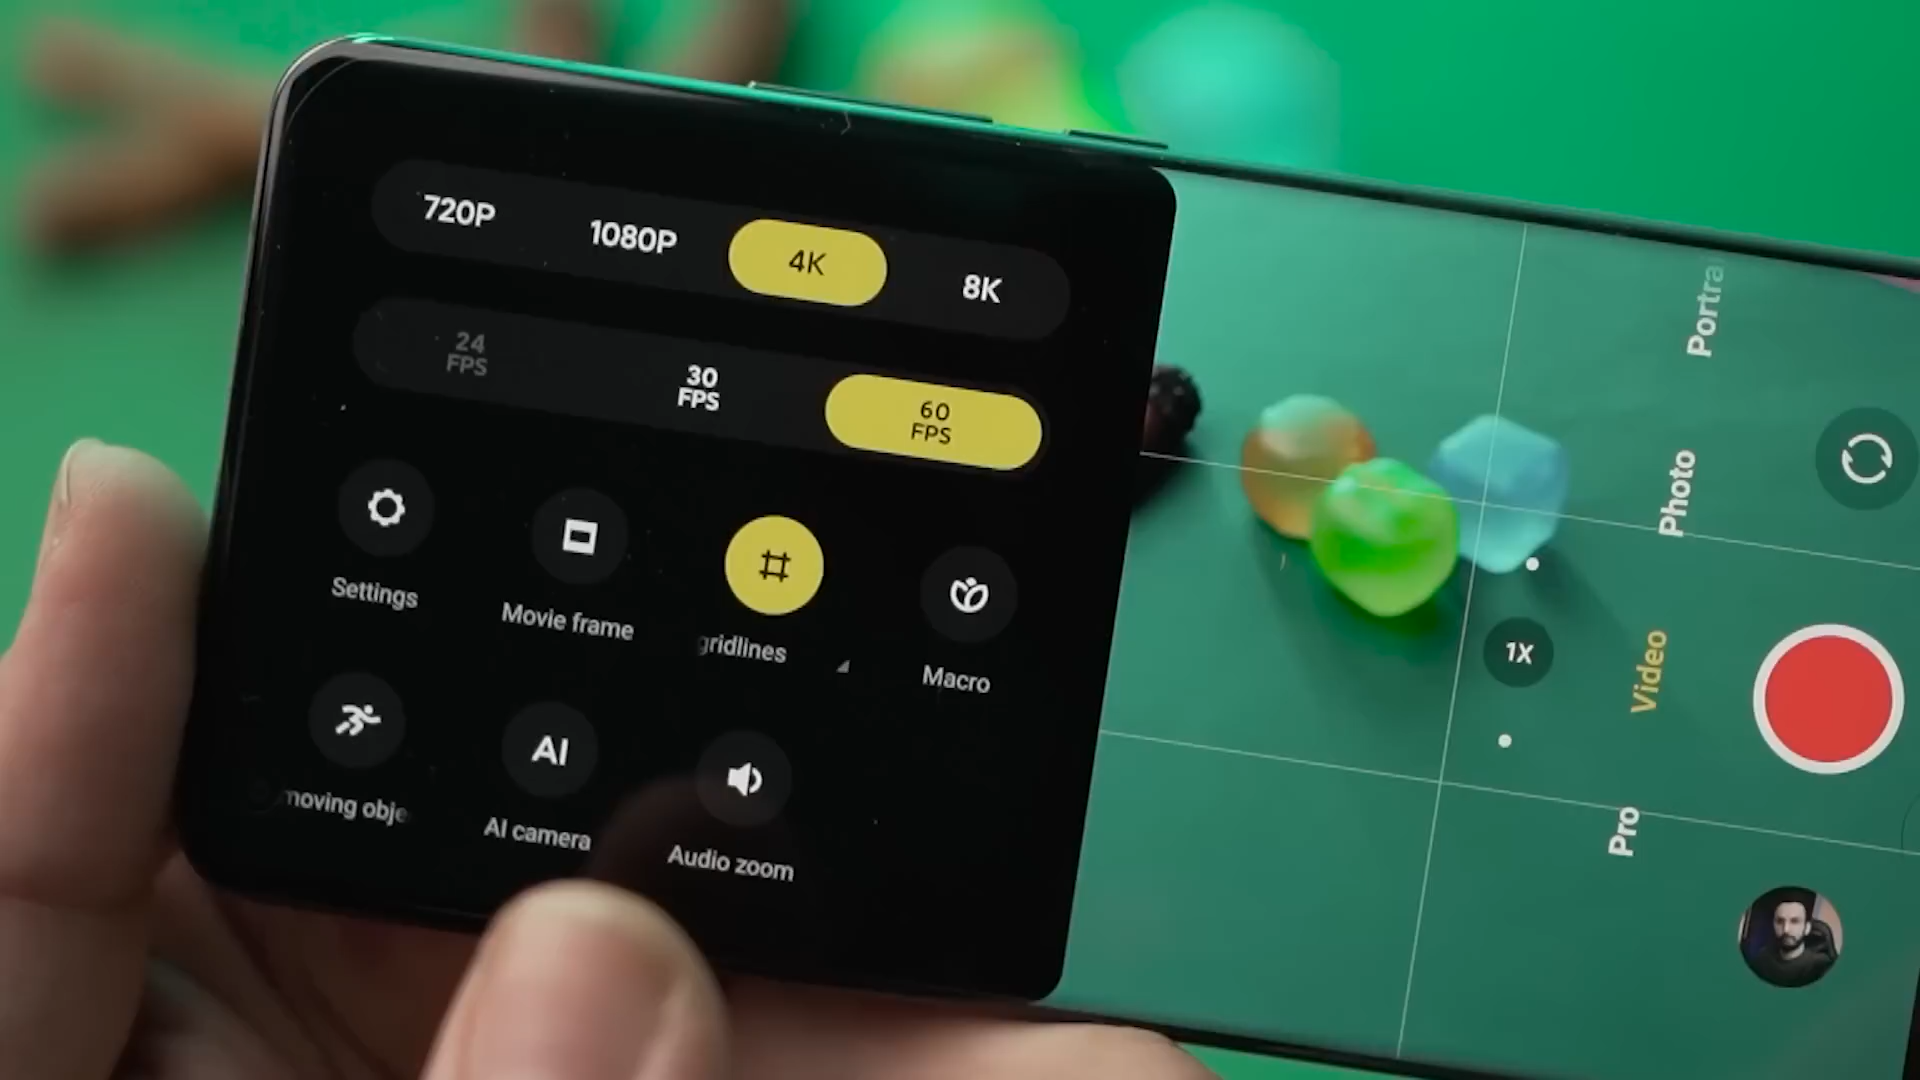 720P
1080P
4K
8K
24
FPS
30
FPS
60
FPS
Settings
Movie frame
gridlines
Macro
moving obje
AI
AI camera
Audio zoom
Portra
Photo
Video
Pro
1X